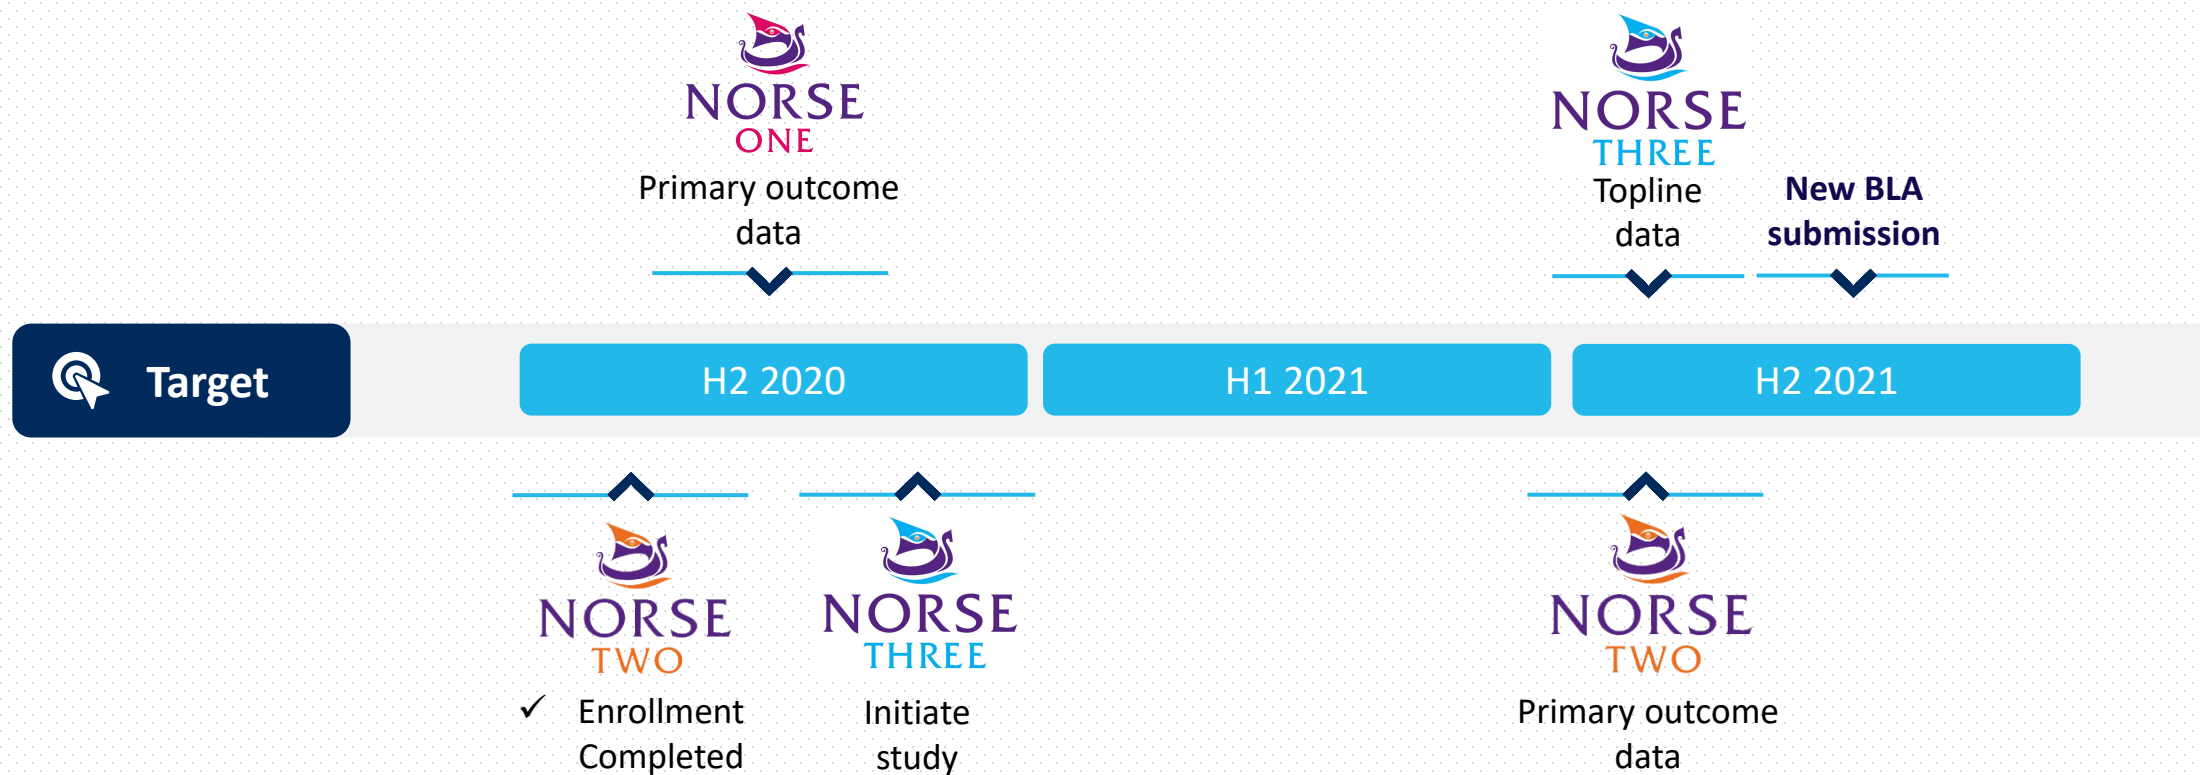 NORSE
ONE
Primary outcome
data
NORSE
THREE
Topline
data
New BLA
submission
Target
H2 2020
H1 2021
H2 2021
NORSE
TWO
✓ Enrollment
Completed
NORSE
THREE
Initiate
study
NORSE
TWO
Primary outcome
data